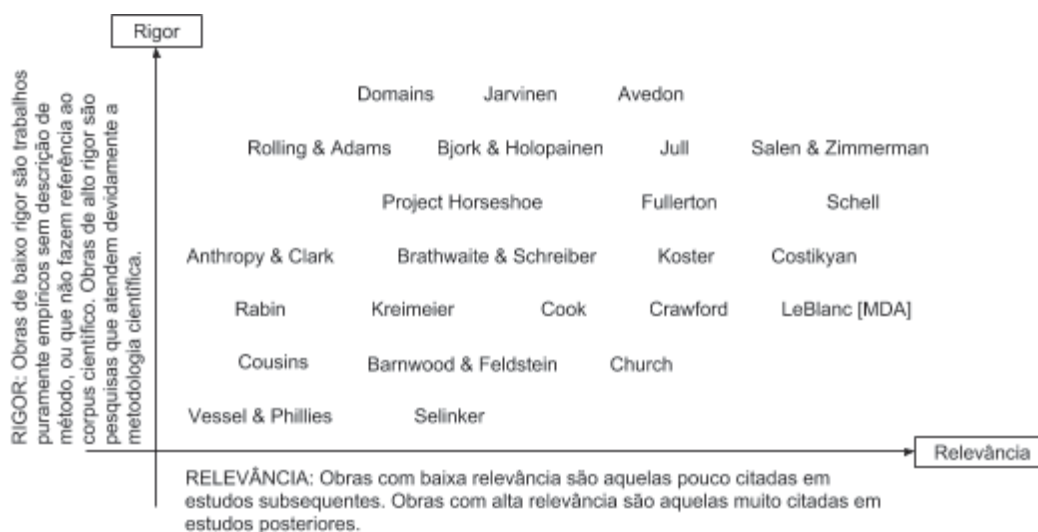 Rigor
RIGOR: Obras de baixo rigor são trabalhos
puramente empíricos sem descrição de
método, ou que não fazem referência ao
corpus científico. Obras de alto rigor são
pesquisas que atendem devidamente a
metodologia científica.
Domains Jarvinen Avedon
Rolling & Adams Bjork & Holopainen Jull Salen & Zimmerman
Project Horseshoe Fullerton Schell
Anthropy & Clark Brathwaite & Schreiber Koster Costikyan
Rabin Kreimeier Cook Crawford LeBlanc [MDA]
Cousins Barnwood & Feldstein Church
Vessel & Phillies Selinker
Relevância
RELEVÂNCIA: Obras com baixa relevância são aquelas pouco citadas em
estudos subsequentes. Obras com alta relevância são aquelas muito citadas em
estudos posteriores.